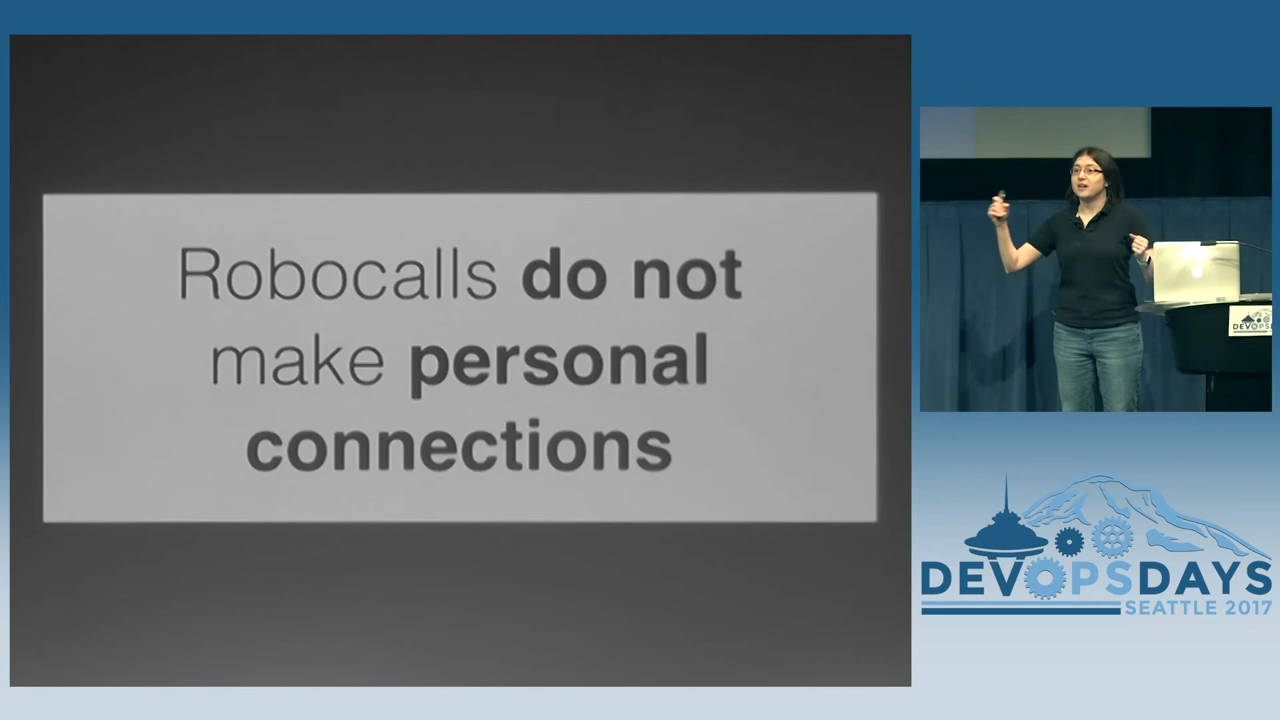 Robocalls do not
make personal
connections
DEVOPSDAYS
SEATTLE 2017